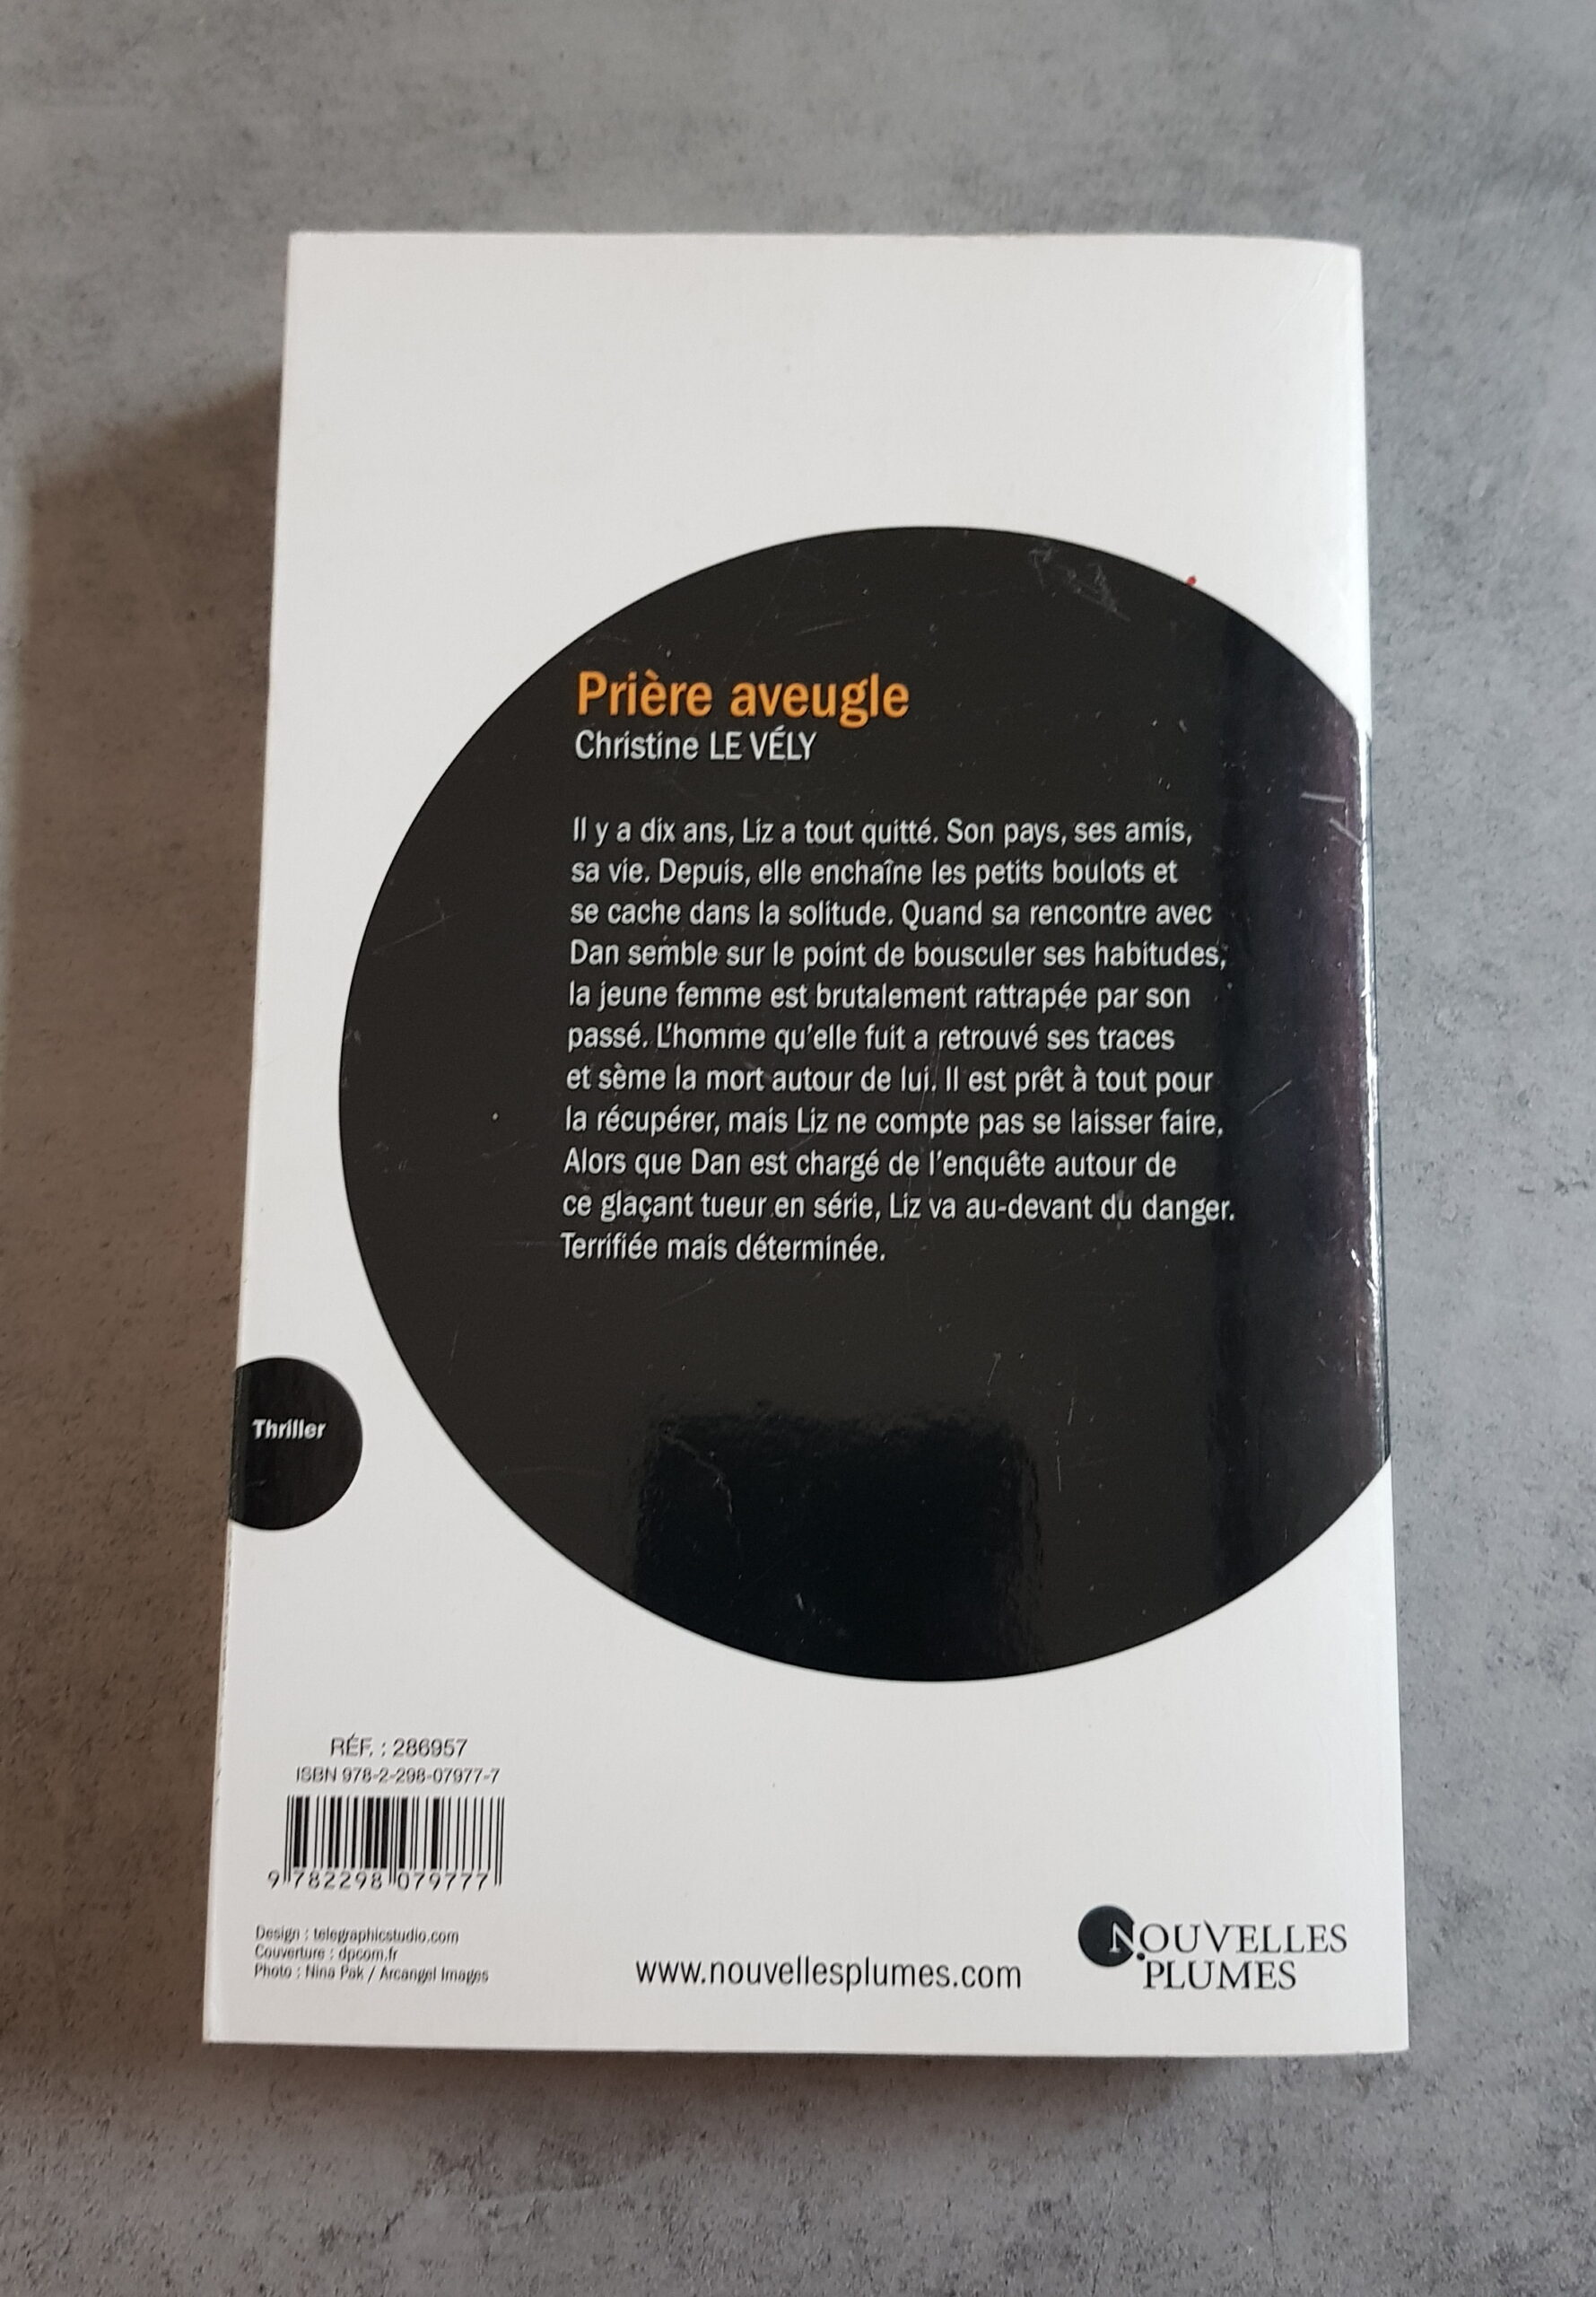 Prière aveugle
Christine LE VÉLY
Il y a dix ans, Liz a tout quitté. Son pays, ses amis,
sa vie. Depuis, elle enchaîne les petits boulots et
se cache dans la solitude. Quand sa rencontre avec
Dan semble sur le point de bousculer ses habitudes,
la jeune femme est brutalement rattrapée par son
passé. L'homme qu'elle fuit a retrouvé ses traces
et sème la mort autour de lui. Il est prêt à tout pour
la récupérer, mais Liz ne compte pas se laisser faire,
Alors que Dan est chargé de l'enquête autour de
ce glaçant tueur en série, Liz va au-devant du danger.
Terrifiée mais déterminée.
Thriller
RÉF. : 286957
ISBN 978-2-298-07977-7
9 782298 079777
Design : telegraphicstudio.com
Couverture : dpcom.fr
Photo : Nina Pak / Arcangel Images
www.nouvellesplumes.com
NOUVELLES
PLUMES